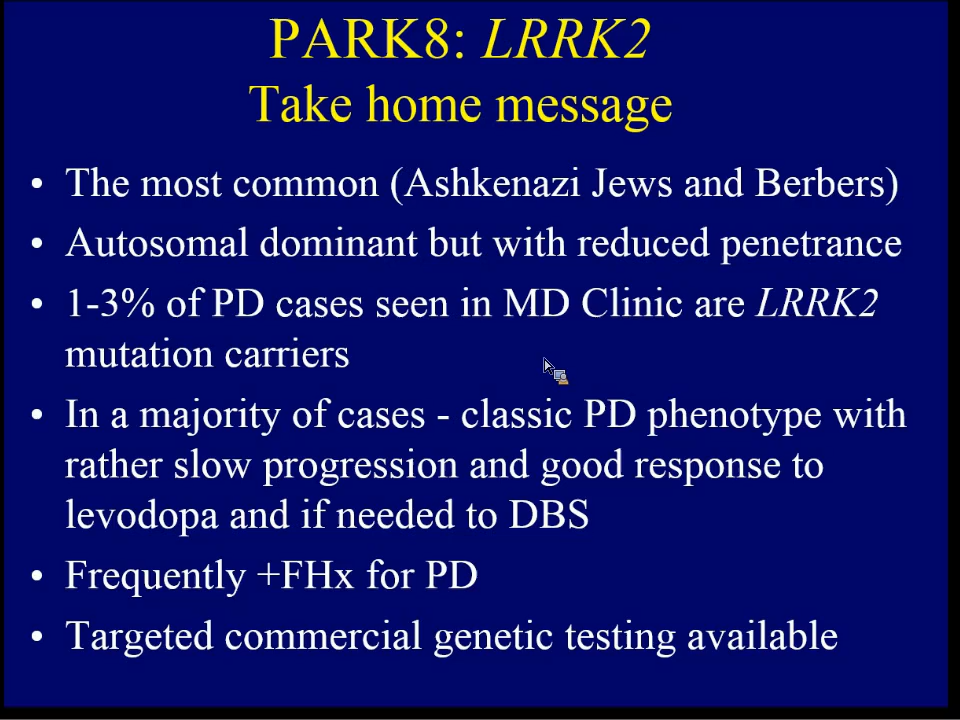 PARK8: LRRK2
Take home message
• The most common (Ashkenazi Jews and Berbers)
• Autosomal dominant but with reduced penetrance
• 1-3% of PD cases seen in MD Clinic are LRRK2
mutation carriers
• In a majority of cases - classic PD phenotype with
rather slow progression and good response to
levodopa and if needed to DBS
• Frequently +FHx for PD
• Targeted commercial genetic testing available